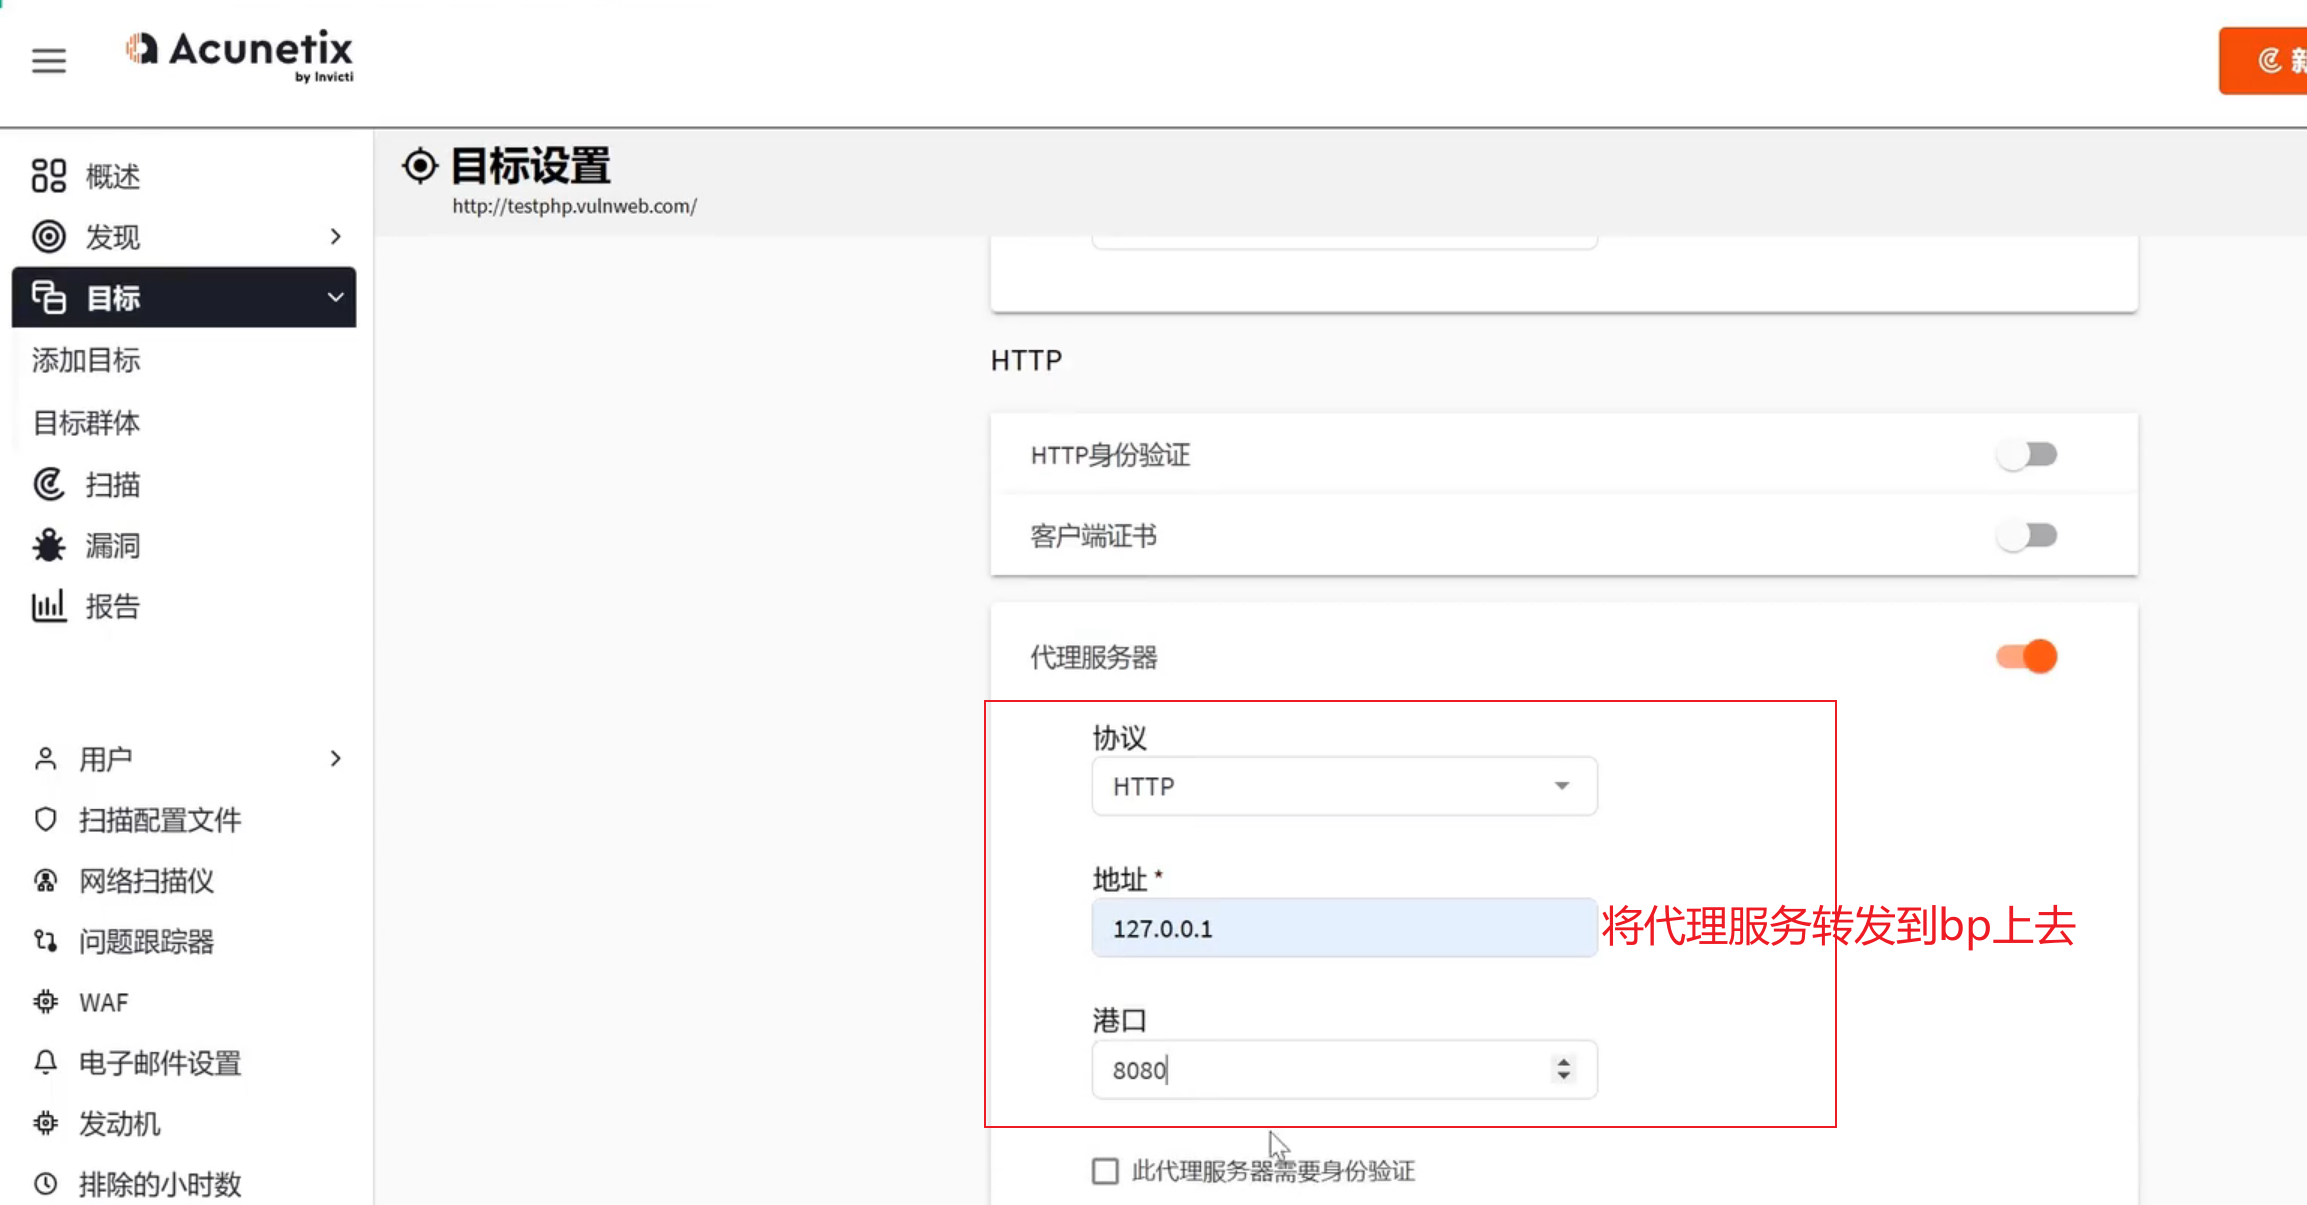 Acunetix
by Invicti
概述
发现
目标
添加目标
目标群体
扫描
漏洞
报告
用户
扫描配置文件
网络扫描仪
问题跟踪器
WAF
电子邮件设置
发动机
排除的小时数
目标设置
http://testphp.vulnweb.com/
HTTP
HTTP身份验证
客户端证书
代理服务器
协议
HTTP
地址 *
127.0.0.1
将代理服务转发到bp上去
港口
8080
此代理服务器需要身份验证